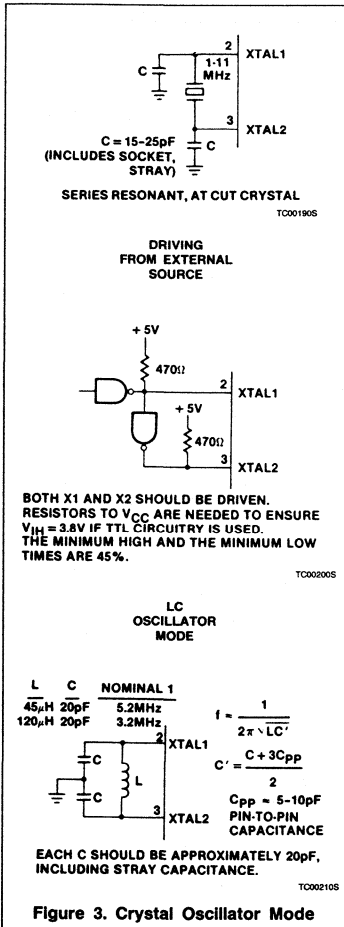 2
XTAL1
1-11
MHz
C
3
XTAL2
C = 15–25pF
(INCLUDES SOCKET,
STRAY)
C
SERIES RESONANT, AT CUT CRYSTAL
TC00190S
DRIVING
FROM EXTERNAL
SOURCE
+ 5V
470Ω
2
XTAL1
+ 5V
470Ω
3
XTAL2
BOTH X1 AND X2 SHOULD BE DRIVEN.
RESISTORS TO VCC ARE NEEDED TO ENSURE
VIH = 3.8V IF TTL CIRCUITRY IS USED.
THE MINIMUM HIGH AND THE MINIMUM LOW
TIMES ARE 45%.
TC00200S
LC
OSCILLATOR
MODE
L C NOMINAL 1
45μH 20pF 5.2MHz
120μH 20pF 3.2MHz
f = 1 / 2π√LC'
2
XTAL1
C
L
C
3
XTAL2
C' = C + 3CPP / 2
CPP ≈ 5-10pF
PIN-TO-PIN
CAPACITANCE
EACH C SHOULD BE APPROXIMATELY 20pF,
INCLUDING STRAY CAPACITANCE.
TC00210S
Figure 3. Crystal Oscillator Mode